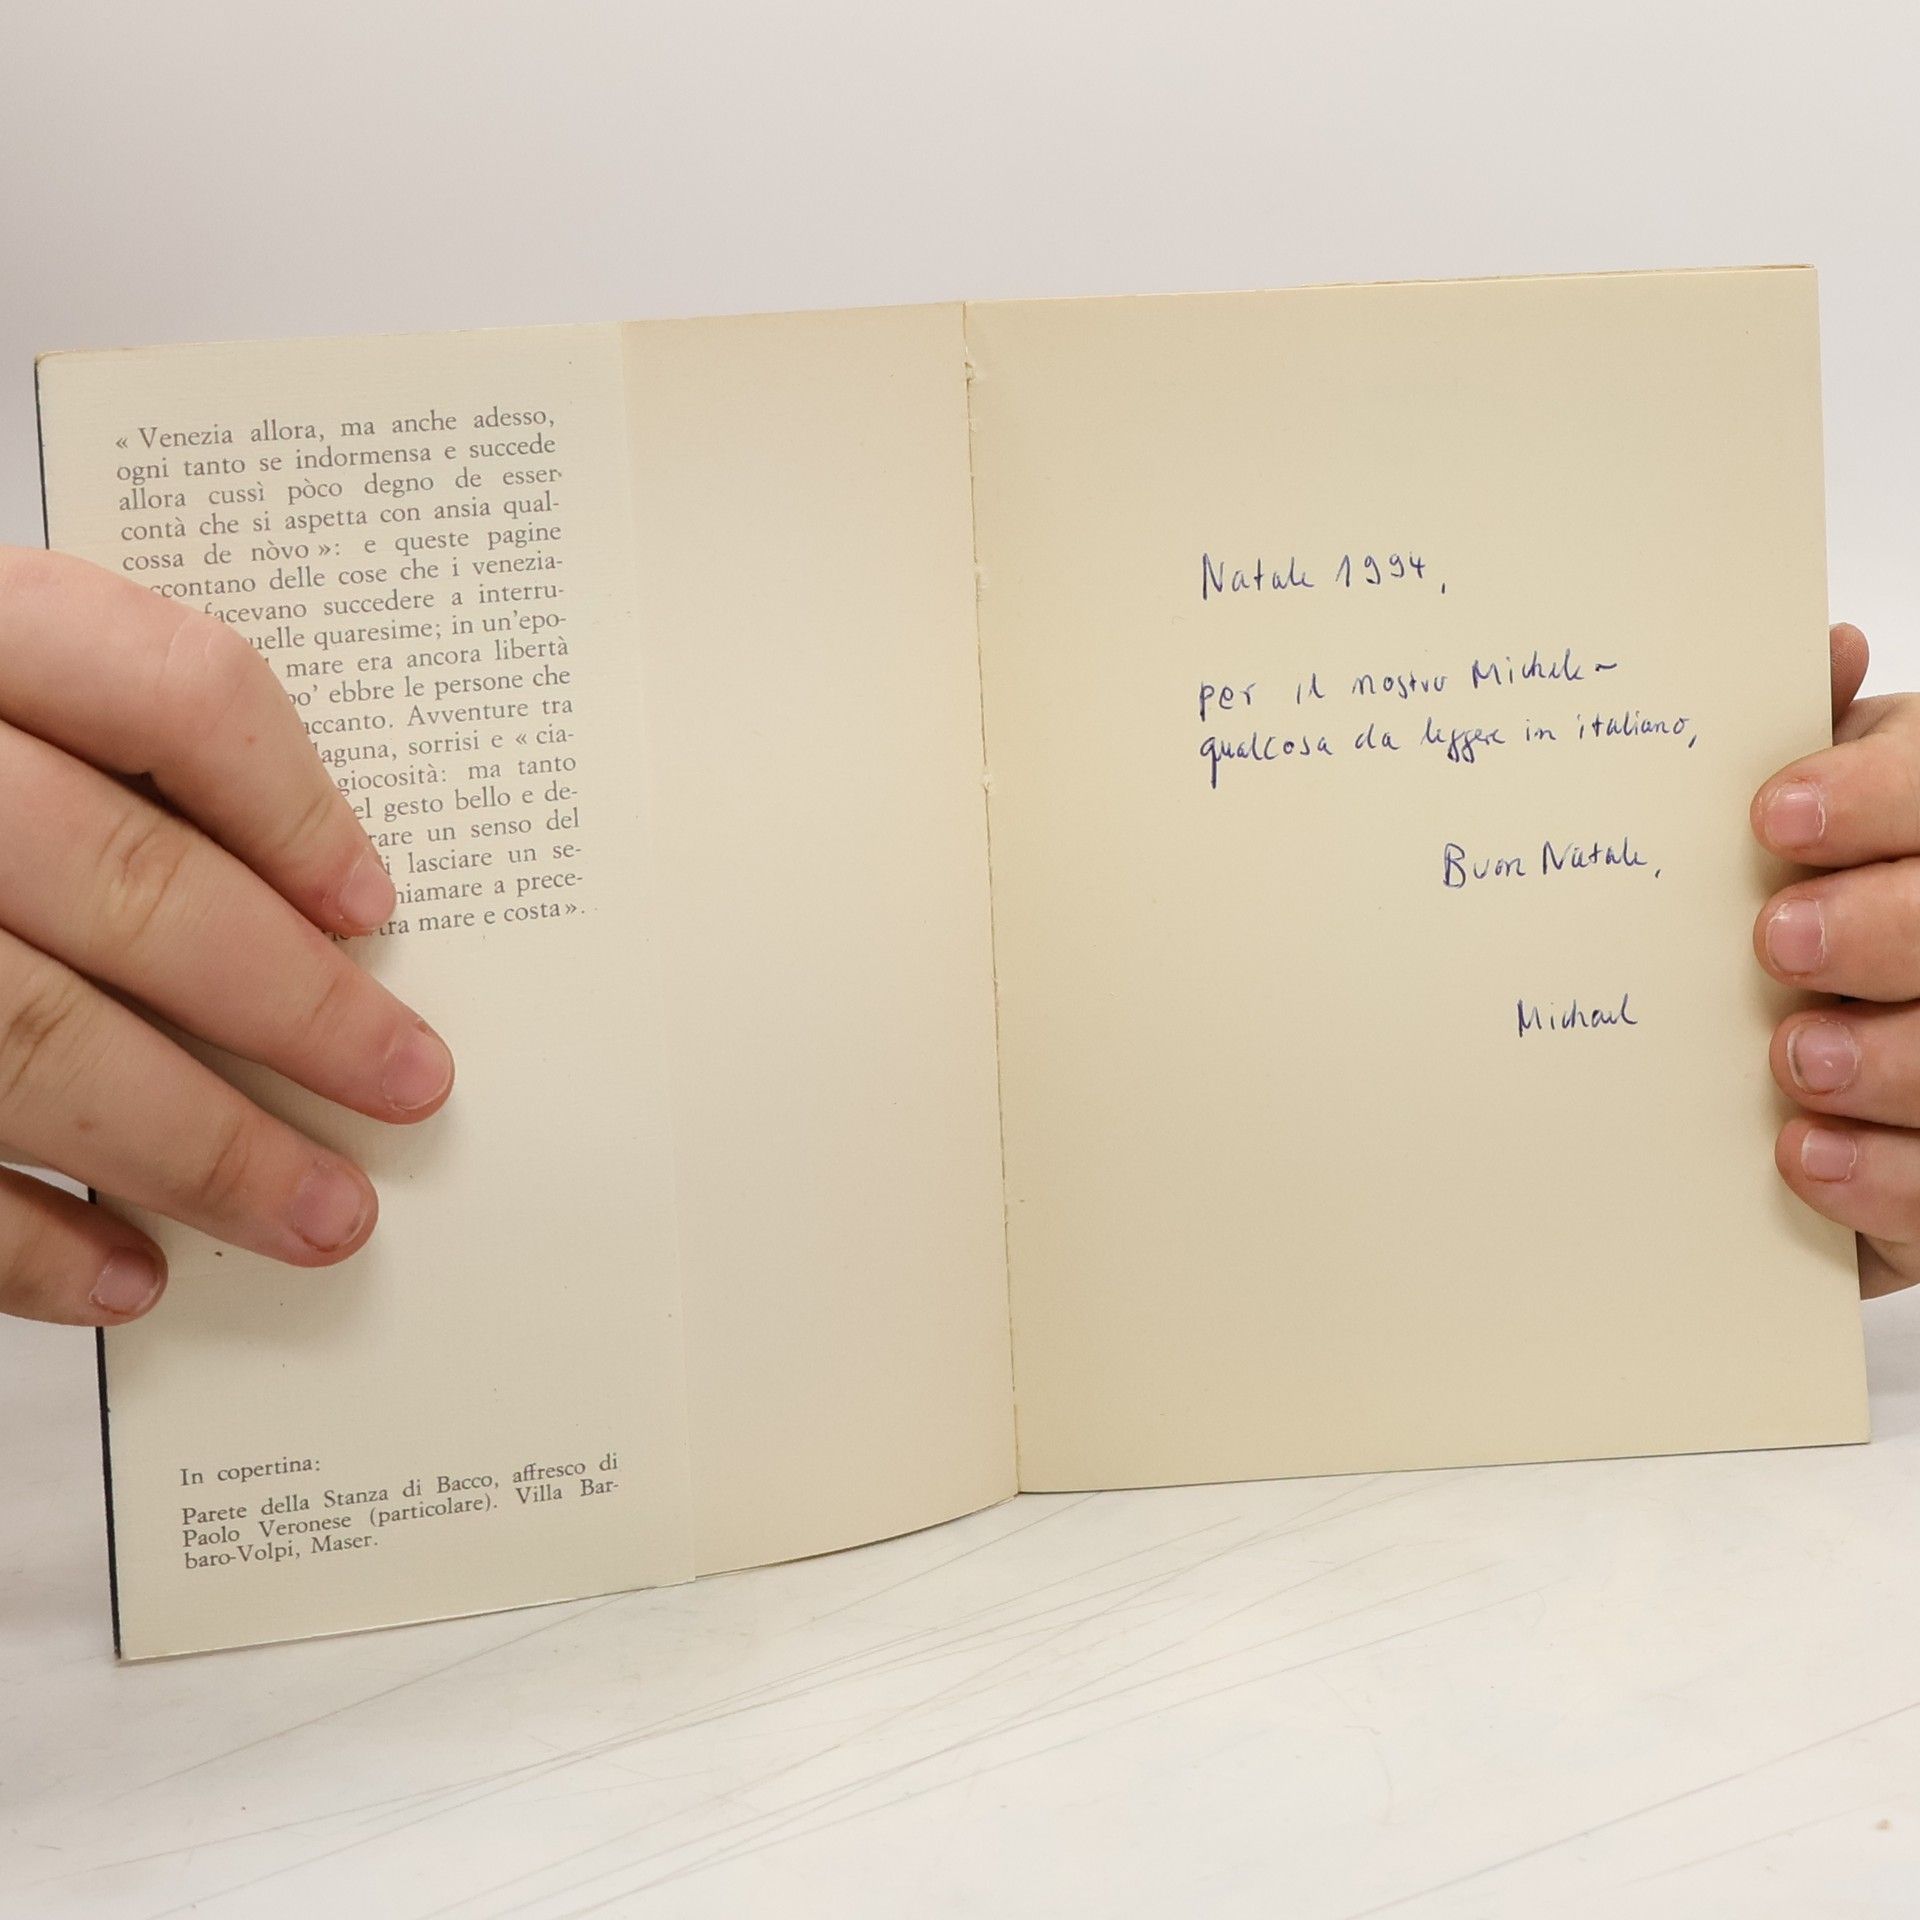 « Venezia allora, ma anche adesso,
ogni tanto se indormensa e succede
allora cussì pòco degno de esser
contà che si aspetta con ansia qual-
cossa de nòvo »: e queste pagine
ccontano delle cose che i venezia-
facevano succedere a interru-
uelle quaresime; in un'epo-
mare era ancora libertà
po' ebbre le persone che
accanto. Avventure tra
laguna, sorrisi e « cia-
giocosità: ma tanto
el gesto bello e de-
rare un senso del
i lasciare un se-
hiamare a prece-
tra mare e costa».
In copertina:
Parete della Stanza di Bacco, affresco di
Paolo Veronese (particolare). Villa Bar-
baro-Volpi, Maser.
Natale 1994,
per il nostro Michele~
qualcosa da leggere in italiano,
Buon Natale,
Michael